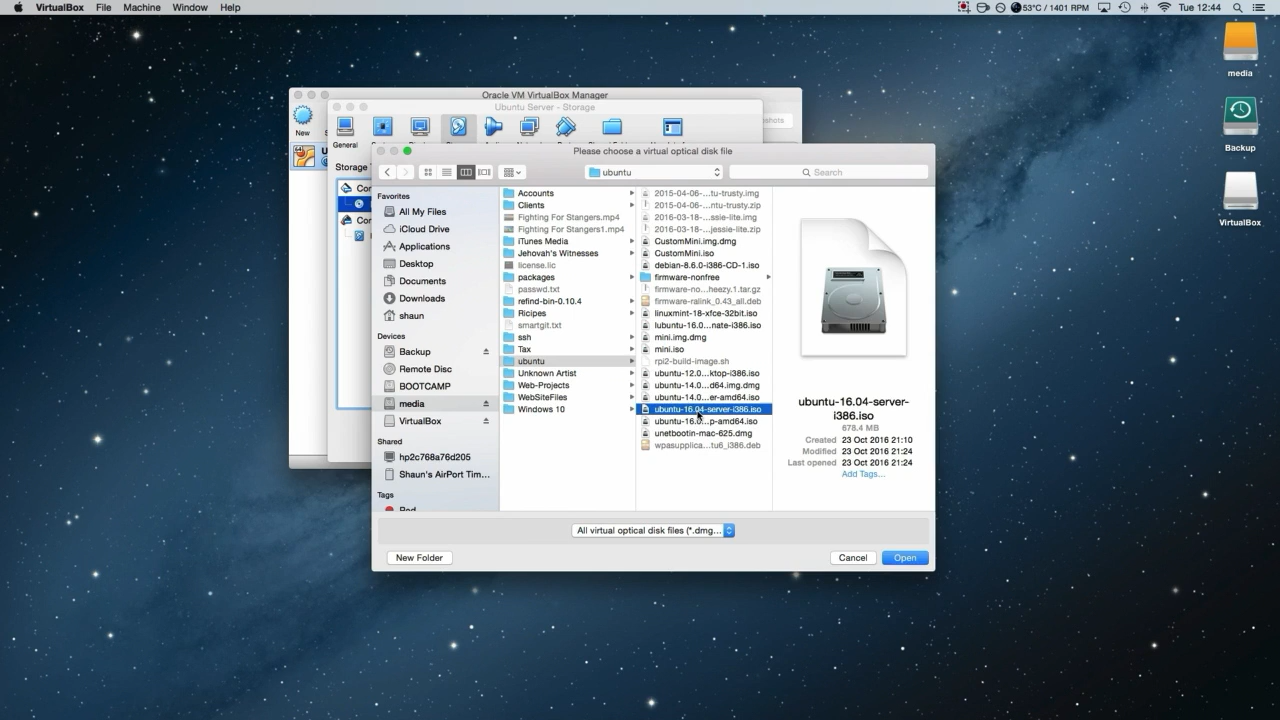 VirtualBox File Machine Window Help
53°C / 1401 RPM Tue 12:44
media
Backup
VirtualBox
Oracle VM VirtualBox Manager
Ubuntu Server - Storage
New
General
Storage
Please choose a virtual optical disk file
ubuntu
Search
Favorites
All My Files
iCloud Drive
Applications
Desktop
Documents
Downloads
shaun
Devices
Backup
Remote Disc
BOOTCAMP
media
VirtualBox
Shared
hp2c768a76d205
Shaun's AirPort Tim...
Tags
Red
Accounts
Clients
Fighting For Stangers.mp4
Fighting For Stangers1.mp4
iTunes Media
Jehovah's Witnesses
license.lic
packages
passwd.txt
refind-bin-0.10.4
Ricipes
smartgit.txt
ssh
Tax
ubuntu
Unknown Artist
Web-Projects
WebSiteFiles
Windows 10
2015-04-06-...tu-trusty.img
2015-04-06-...ntu-trusty.zip
2016-03-18-...ssie-lite.img
2016-03-18-...jessie-lite.zip
CustomMini.img.dmg
CustomMini.iso
debian-8.6.0-i386-CD-1.iso
firmware-nonfree
firmware-no...heezy.1.tar.gz
firmware-ralink_0.43_all.deb
linuxmint-18-xfce-32bit.iso
lubuntu-16.0...nate-i386.iso
mini.img.dmg
mini.iso
rpi2-build-image.sh
ubuntu-12.0...ktop-i386.iso
ubuntu-14.0...d64.img.dmg
ubuntu-14.0...er-amd64.iso
ubuntu-16.04-server-i386.iso
ubuntu-16.0...p-amd64.iso
unetbootin-mac-625.dmg
wpasupplica...tu6_i386.deb
ubuntu-16.04-server-
i386.iso
678.4 MB
Created 23 Oct 2016 21:10
Modified 23 Oct 2016 21:24
Last opened 23 Oct 2016 21:24
Add Tags...
All virtual optical disk files (*.dmg...
New Folder
Cancel
Open